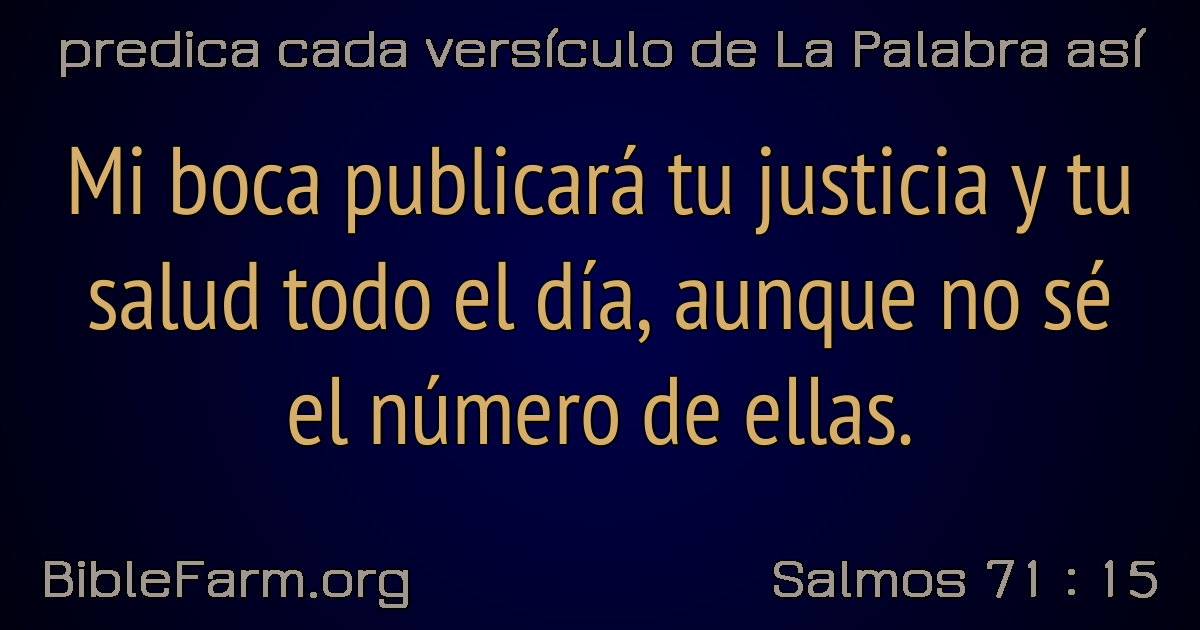 predica cada versículo de La Palabra así
Mi boca publicará tu justicia y tu
salud todo el día, aunque no sé
el número de ellas.
BibleFarm.org
Salmos 71 : 15